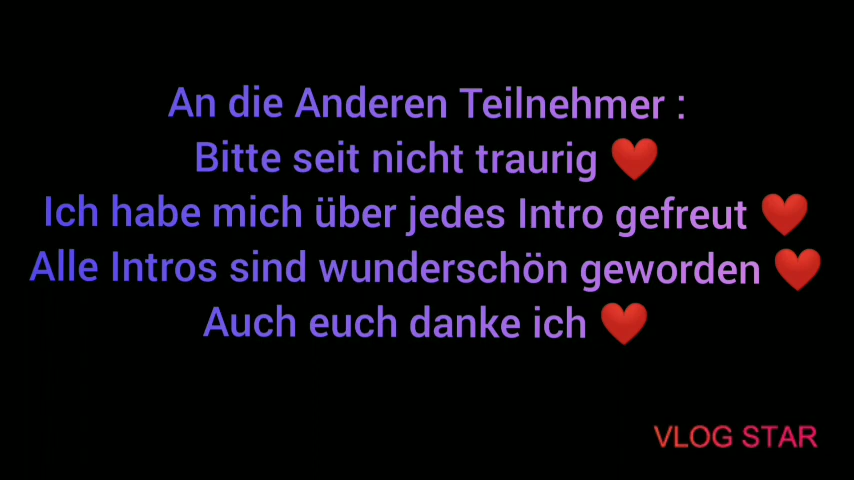 An die Anderen Teilnehmer :
Bitte seit nicht traurig ❤️
Ich habe mich über jedes Intro gefreut ❤️
Alle Intros sind wunderschön geworden ❤️
Auch euch danke ich ❤️
VLOG STAR